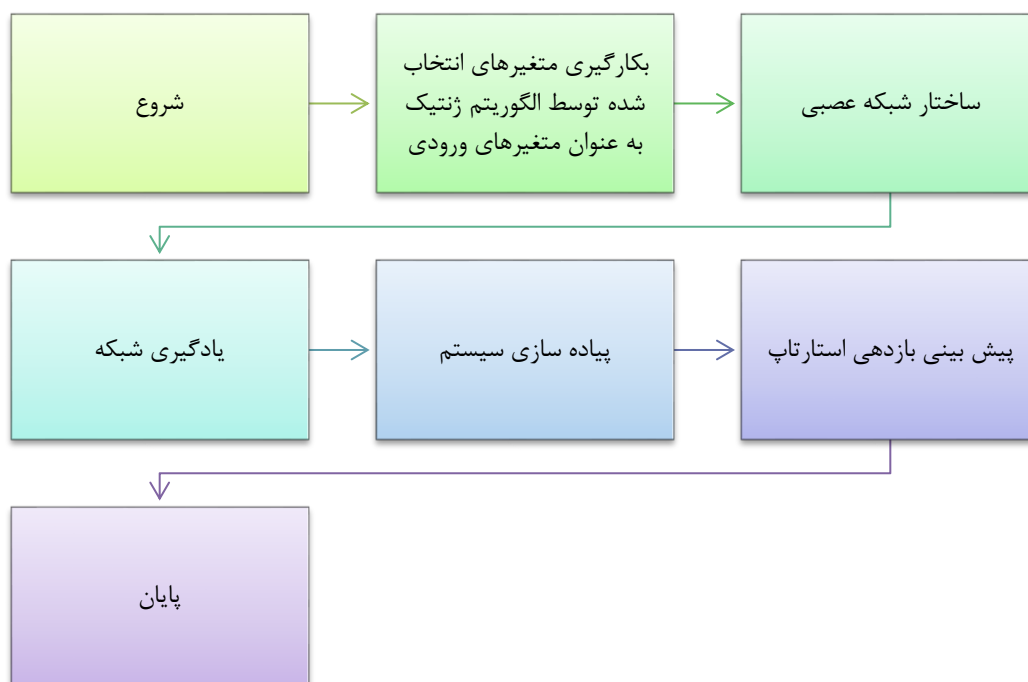 شروع
بکارگیری متغیرهای انتخاب
شده توسط الگوریتم ژنتیک
به عنوان متغیرهای ورودی
ساختار شبکه عصبی
یادگیری شبکه
پیاده سازی سیستم
پیش بینی بازدهی استارتاپ
پایان